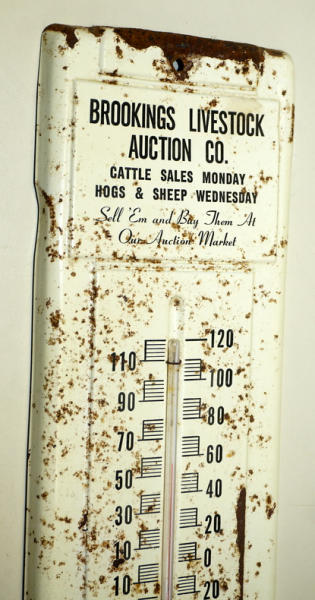 BROOKINGS LIVESTOCK
AUCTION CO.
CATTLE SALES MONDAY
HOGS & SHEEP WEDNESDAY
Sell 'Em and Buy Them At
Our Auction Market
120
110
100
90
80
70
60
50
40
30
20
10
0
10
20